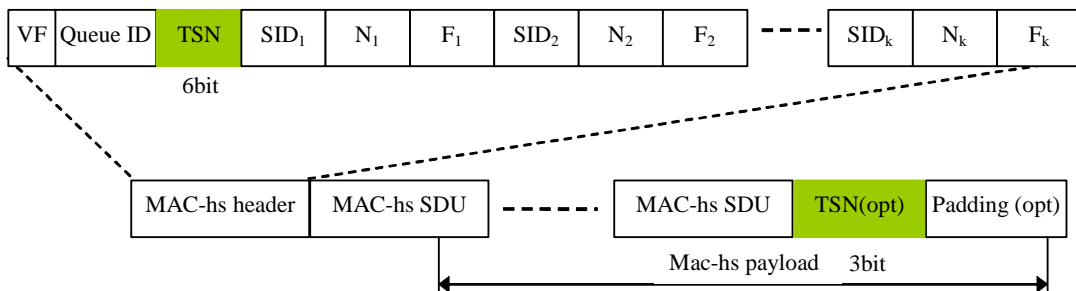 VF Queue ID TSN SID₁ N₁ F₁ SID₂ N₂ F₂ SIDₖ Nₖ Fₖ
6bit
MAC-hs header MAC-hs SDU MAC-hs SDU TSN(opt) Padding (opt)
Mac-hs payload 3bit